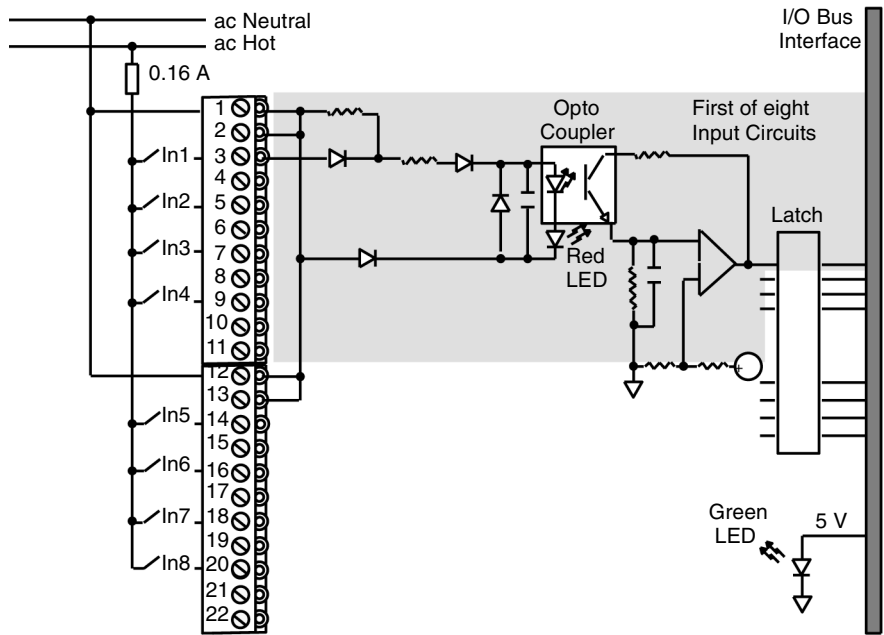 ac Neutral
ac Hot
0.16 A
I/O Bus
Interface
Opto
Coupler
First of eight
Input Circuits
1
2
In1 3
4
In2 5
6
In3 7
8
In4 9
10
11
12
13
In5 14
15
In6 16
17
In7 18
19
In8 20
21
22
Red
LED
Latch
+
Green
LED
5 V